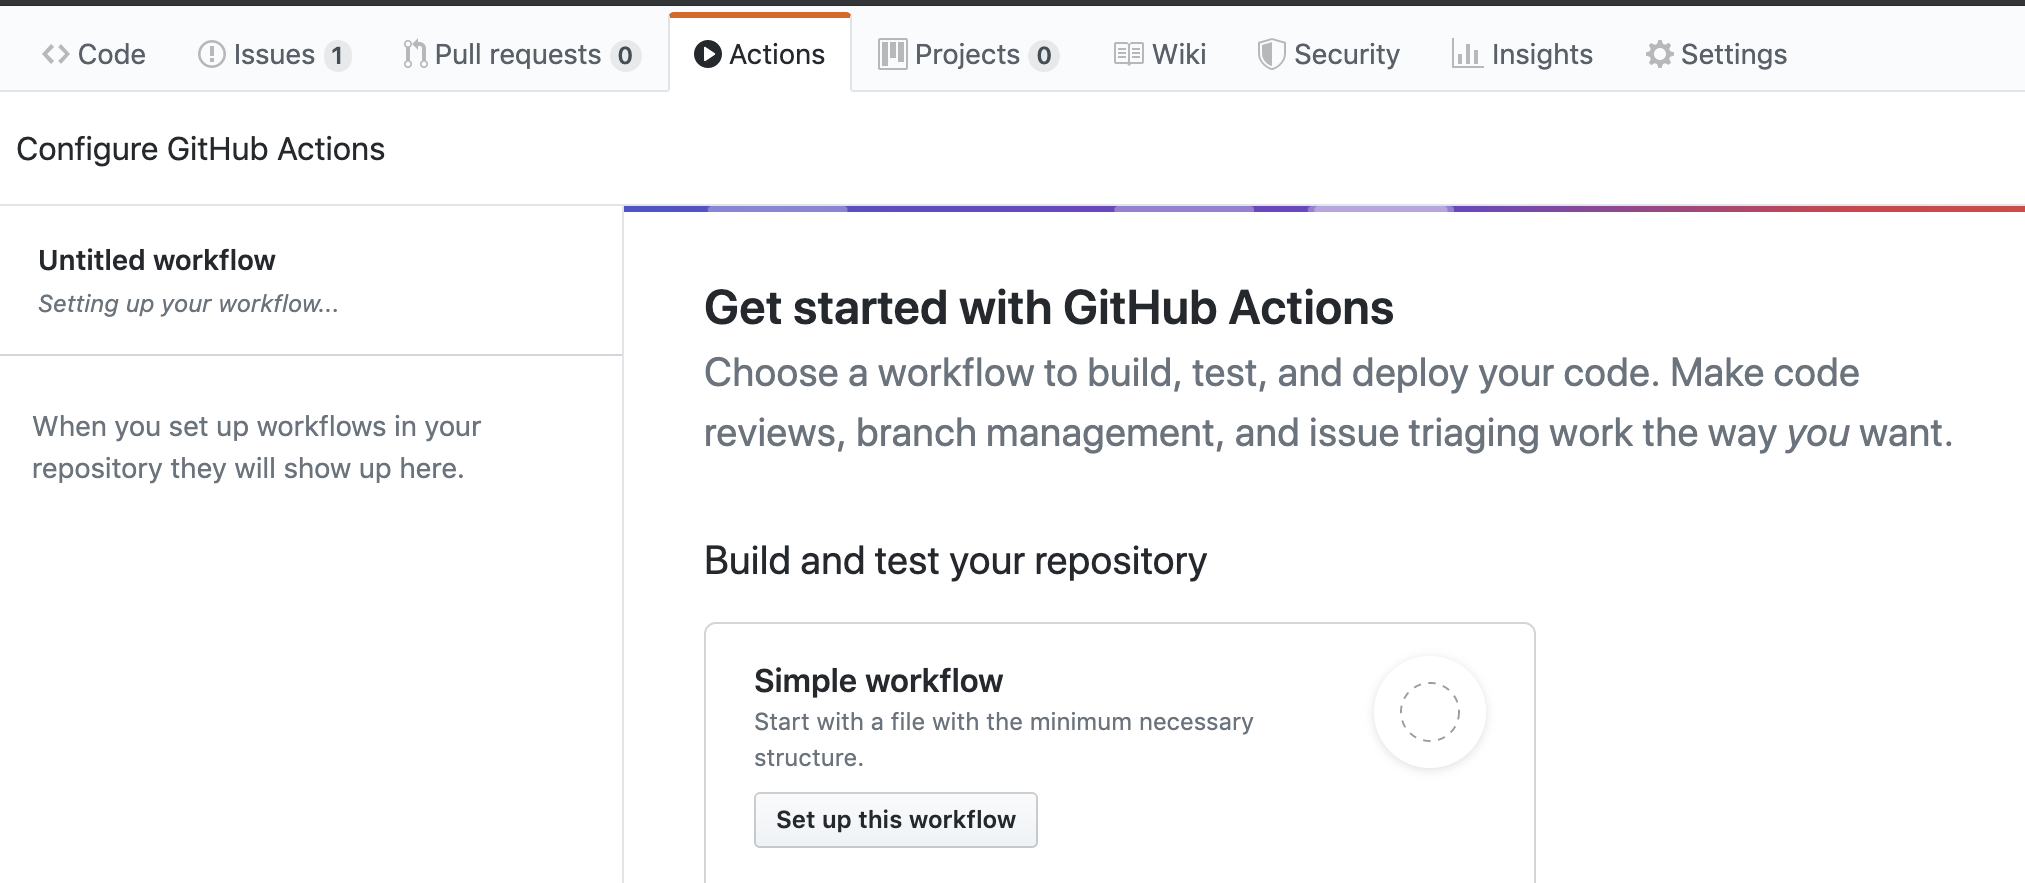 Code Issues 1 Pull requests 0 Actions Projects 0 Wiki Security Insights Settings
Configure GitHub Actions
Untitled workflow
Setting up your workflow...
When you set up workflows in your
repository they will show up here.
Get started with GitHub Actions
Choose a workflow to build, test, and deploy your code. Make code
reviews, branch management, and issue triaging work the way you want.
Build and test your repository
Simple workflow
Start with a file with the minimum necessary
structure.
Set up this workflow